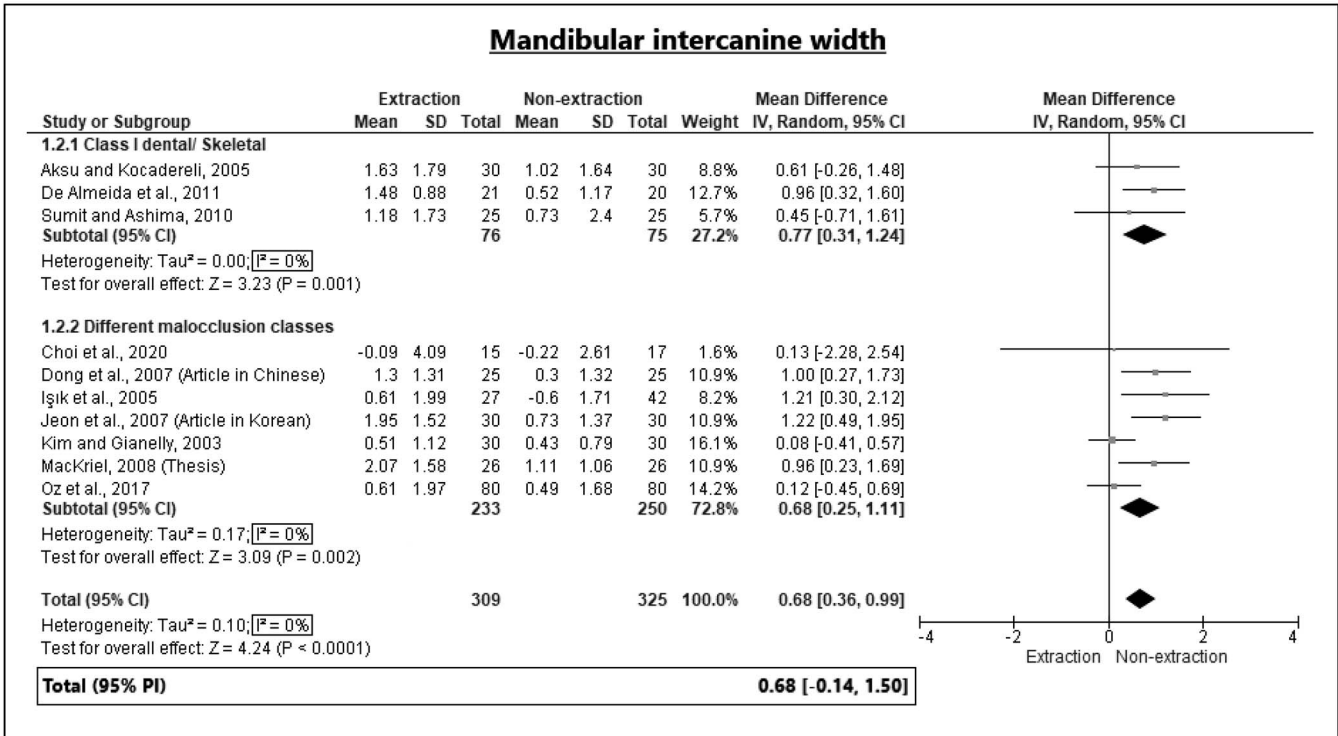 Mandibular intercanine width
Extraction Non-extraction Mean Difference Mean Difference
Study or Subgroup Mean SD Total Mean SD Total Weight IV, Random, 95% CI IV, Random, 95% CI
1.2.1 Class I dental/ Skeletal
Aksu and Kocadereli, 2005 1.63 1.79 30 1.02 1.64 30 8.8% 0.61 [-0.26, 1.48]
De Almeida et al., 2011 1.48 0.88 21 0.52 1.17 20 12.7% 0.96 [0.32, 1.60]
Sumit and Ashima, 2010 1.18 1.73 25 0.73 2.4 25 5.7% 0.45 [-0.71, 1.61]
Subtotal (95% CI) 76 75 27.2% 0.77 [0.31, 1.24]
Heterogeneity: Tau² = 0.00; I² = 0%
Test for overall effect: Z = 3.23 (P = 0.001)
1.2.2 Different malocclusion classes
Choi et al., 2020 -0.09 4.09 15 -0.22 2.61 17 1.6% 0.13 [-2.28, 2.54]
Dong et al., 2007 (Article in Chinese) 1.3 1.31 25 0.3 1.32 25 10.9% 1.00 [0.27, 1.73]
Işık et al., 2005 0.61 1.99 27 -0.6 1.71 42 8.2% 1.21 [0.30, 2.12]
Jeon et al., 2007 (Article in Korean) 1.95 1.52 30 0.73 1.37 30 10.9% 1.22 [0.49, 1.95]
Kim and Gianelly, 2003 0.51 1.12 30 0.43 0.79 30 16.1% 0.08 [-0.41, 0.57]
MacKriel, 2008 (Thesis) 2.07 1.58 26 1.11 1.06 26 10.9% 0.96 [0.23, 1.69]
Oz et al., 2017 0.61 1.97 80 0.49 1.68 80 14.2% 0.12 [-0.45, 0.69]
Subtotal (95% CI) 233 250 72.8% 0.68 [0.25, 1.11]
Heterogeneity: Tau² = 0.17; I² = 0%
Test for overall effect: Z = 3.09 (P = 0.002)
Total (95% CI) 309 325 100.0% 0.68 [0.36, 0.99]
Heterogeneity: Tau² = 0.10; I² = 0%
Test for overall effect: Z = 4.24 (P < 0.0001)
-4 -2 0 2 4
Extraction Non-extraction
Total (95% PI) 0.68 [-0.14, 1.50]